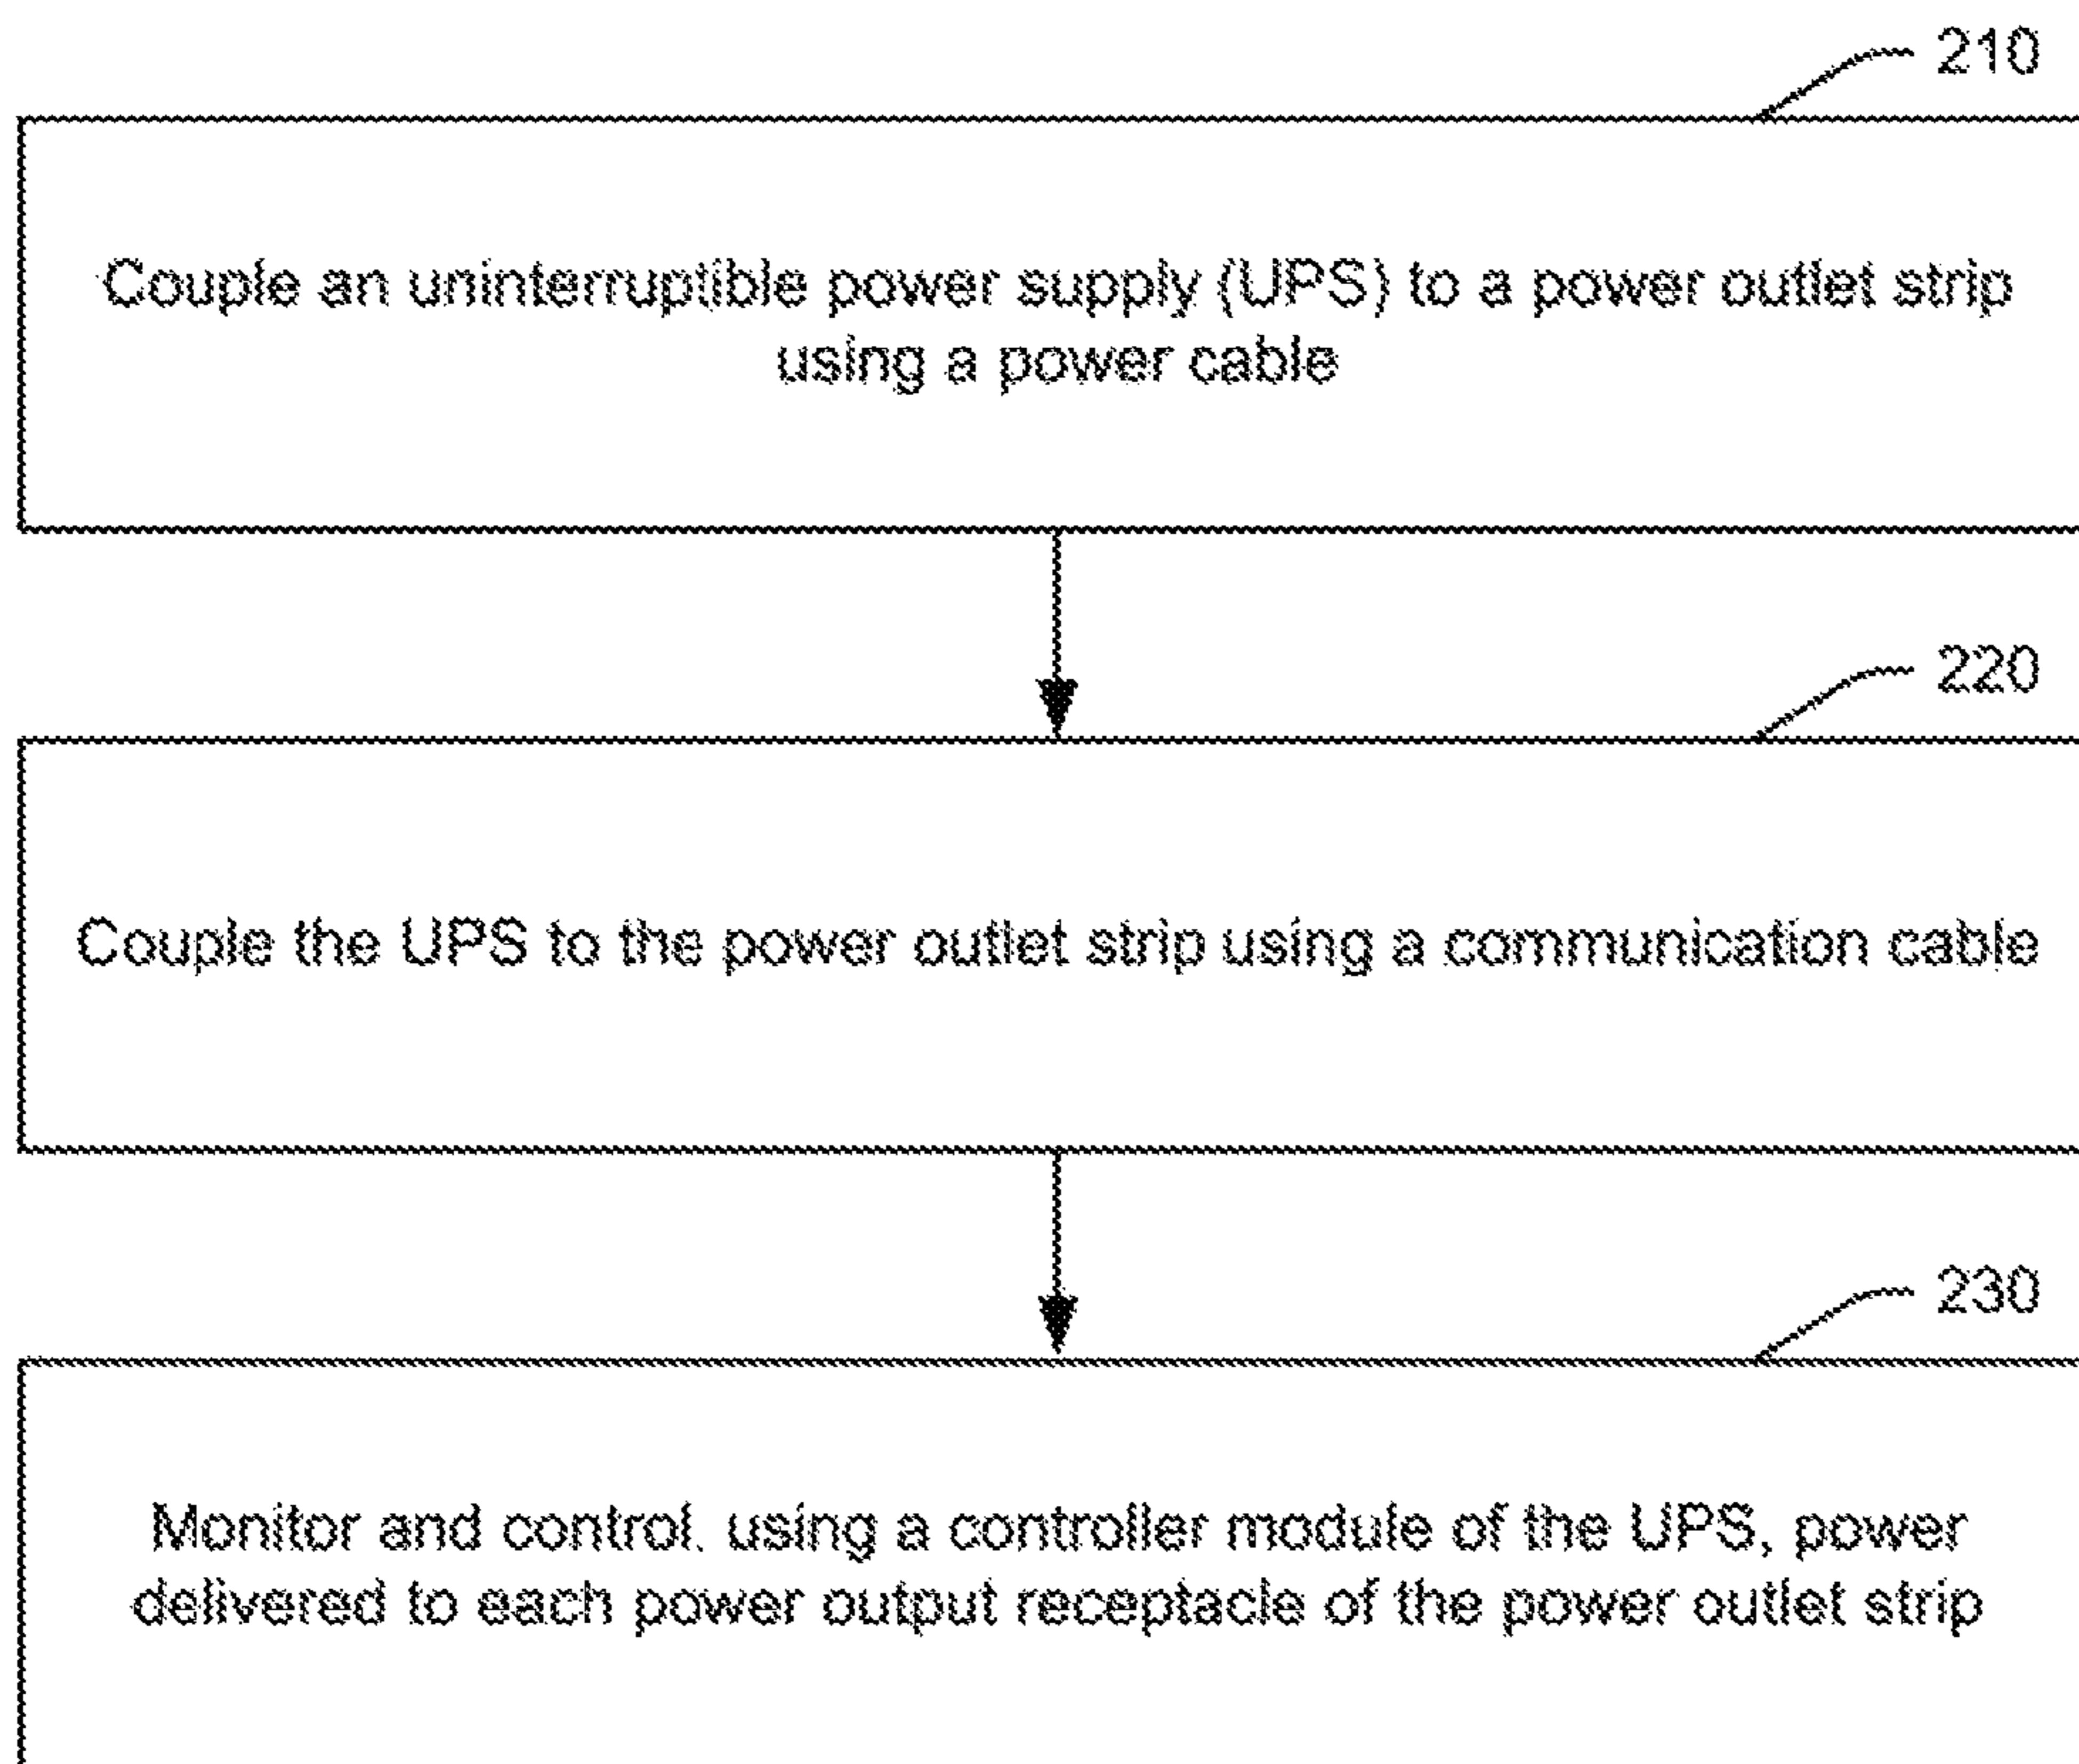 210
Couple an uninterruptible power supply (UPS) to a power outlet strip
using a power cable
220
Couple the UPS to the power outlet strip using a communication cable
230
Monitor and control, using a controller module of the UPS, power
delivered to each power output receptacle of the power outlet strip